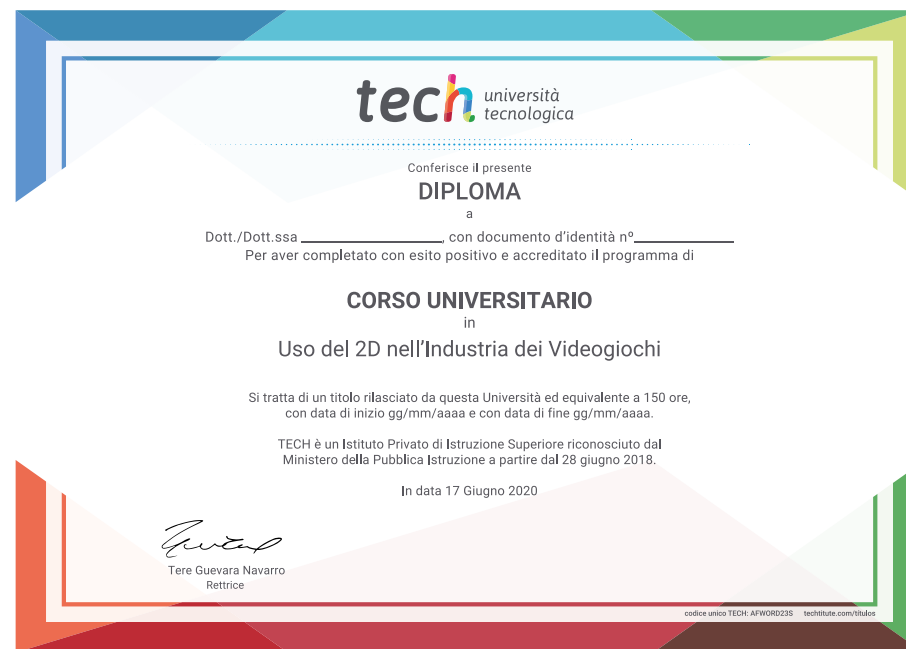 tech università
tecnologica
Conferisce il presente
DIPLOMA
a
Dott./Dott.ssa ____________, con documento d'identità nº____________
Per aver completato con esito positivo e accreditato il programma di
CORSO UNIVERSITARIO
in
Uso del 2D nell'Industria dei Videogiochi
Si tratta di un titolo rilasciato da questa Università ed equivalente a 150 ore,
con data di inizio gg/mm/aaaa e con data di fine gg/mm/aaaa.
TECH è un Istituto Privato di Istruzione Superiore riconosciuto dal
Ministero della Pubblica Istruzione a partire dal 28 giugno 2018.
In data 17 Giugno 2020
Tere Guevara Navarro
Rettrice
codice unico TECH: AFWORD23S techtitute.com/titulos